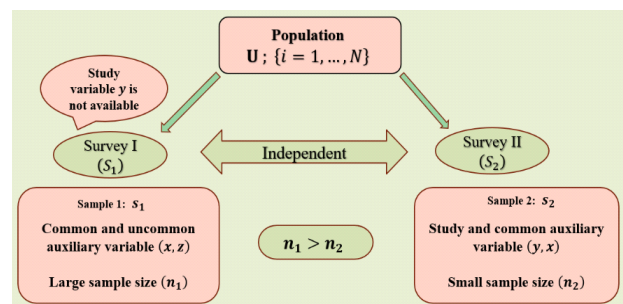 Population
U ; {i = 1, … , N}
Study
variable y is
not available
Survey I
(S₁)
Independent
Survey II
(S₂)
Sample 1: s₁
Common and uncommon
auxiliary variable (x, z)
Large sample size (n₁)
n₁ > n₂
Sample 2: s₂
Study and common auxiliary
variable (y, x)
Small sample size (n₂)